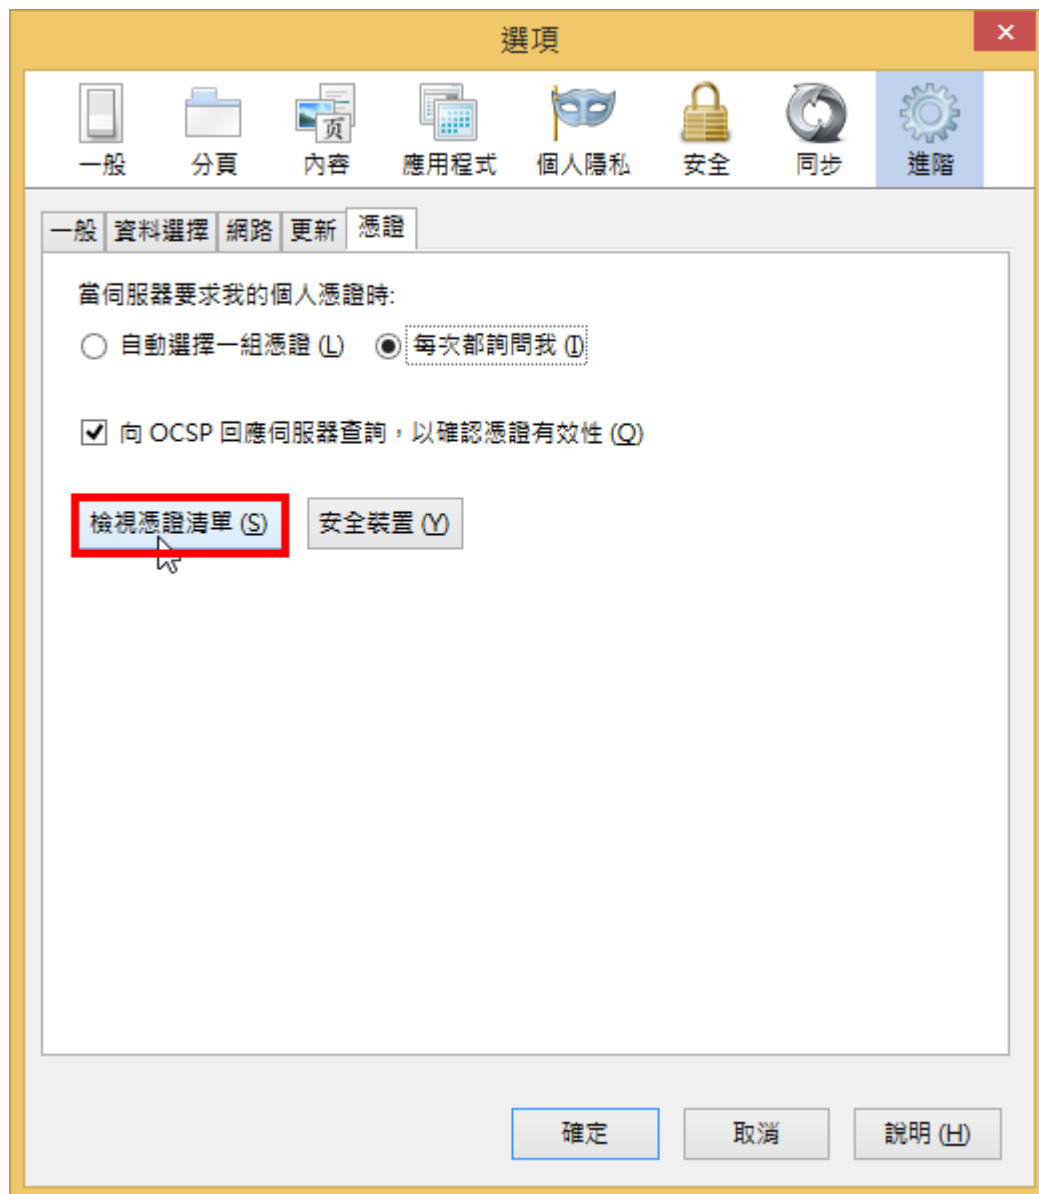 選項
一般 分頁 內容 應用程式 個人隱私 安全 同步 進階
页
一般 資料選擇 網路 更新 憑證
當伺服器要求我的個人憑證時:
自動選擇一組憑證 (L) 每次都詢問我 (I)
向 OCSP 回應伺服器查詢，以確認憑證有效性 (Q)
檢視憑證清單 (S) 安全裝置 (Y)
確定 取消 說明 (H)